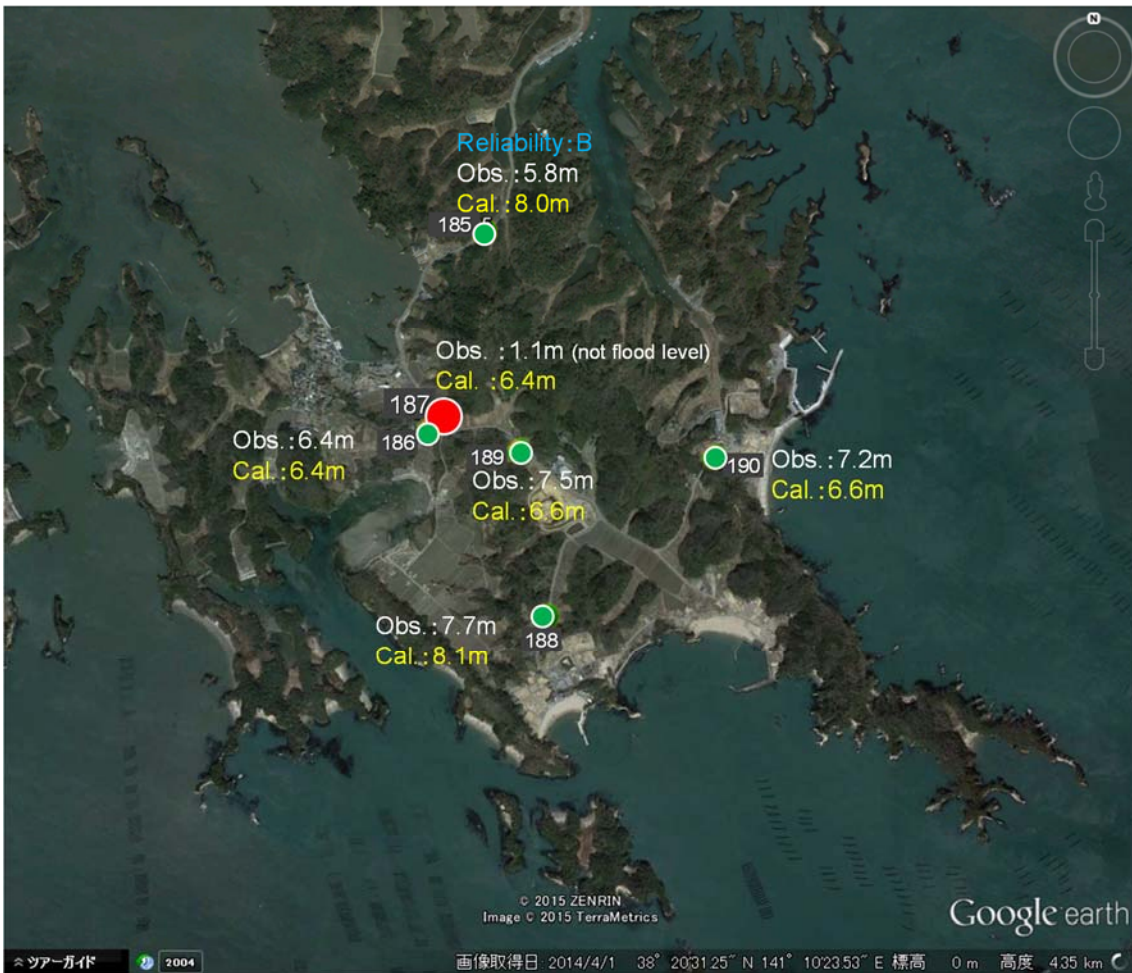 N
Reliability:B
Obs.:5.8m
Cal.:8.0m
185.5
Obs. :1.1m (not flood level)
Cal. :6.4m
187
186
Obs.:6.4m
Cal.:6.4m
189
Obs.:7.5m
Cal.:6.6m
190
Obs.:7.2m
Cal.:6.6m
Obs.:7.7m
Cal.:8.1m
188
© 2015 ZENRIN
Image © 2015 TerraMetrics
Google earth
ツアーガイド
2004
画像取得日 2014/4/1 38° 20'31.25" N 141° 10'23.53" E 標高 0 m 高度 4.35 km